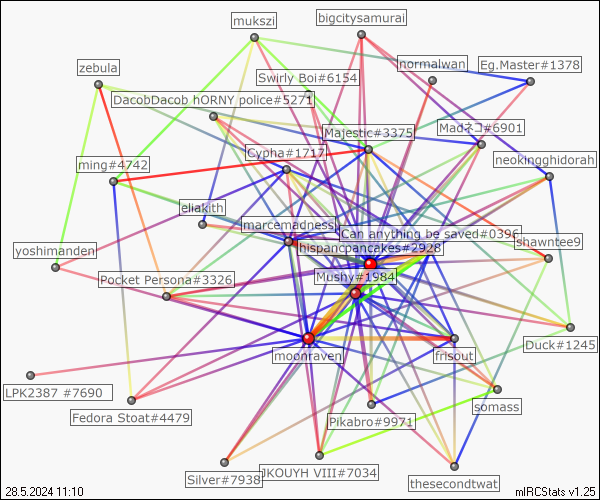 bigcitysamurai
mukszi
normalwan
Eg.Master#1378
zebula
Swirly Boi#6154
DacobDacob hORNY police#5271
Majestic#3375
Madネコ#6901
Cypha#1717
neokingghidorah
ming#4742
eliakith
marcemadness
Can anything be saved#0390
shawntee9
hispancpancakes#2928
yoshimanden
Pocket Persona#3326
Mushy#1984
moonraven
frisout
Duck#1245
LPK2387 #7690
somass
Fedora Stoat#4479
Pikabro#9971
Silver#7938
JKOUYH VIII#7034
thesecondtwat
28.5.2024 11:10
mIRCStats v1.25